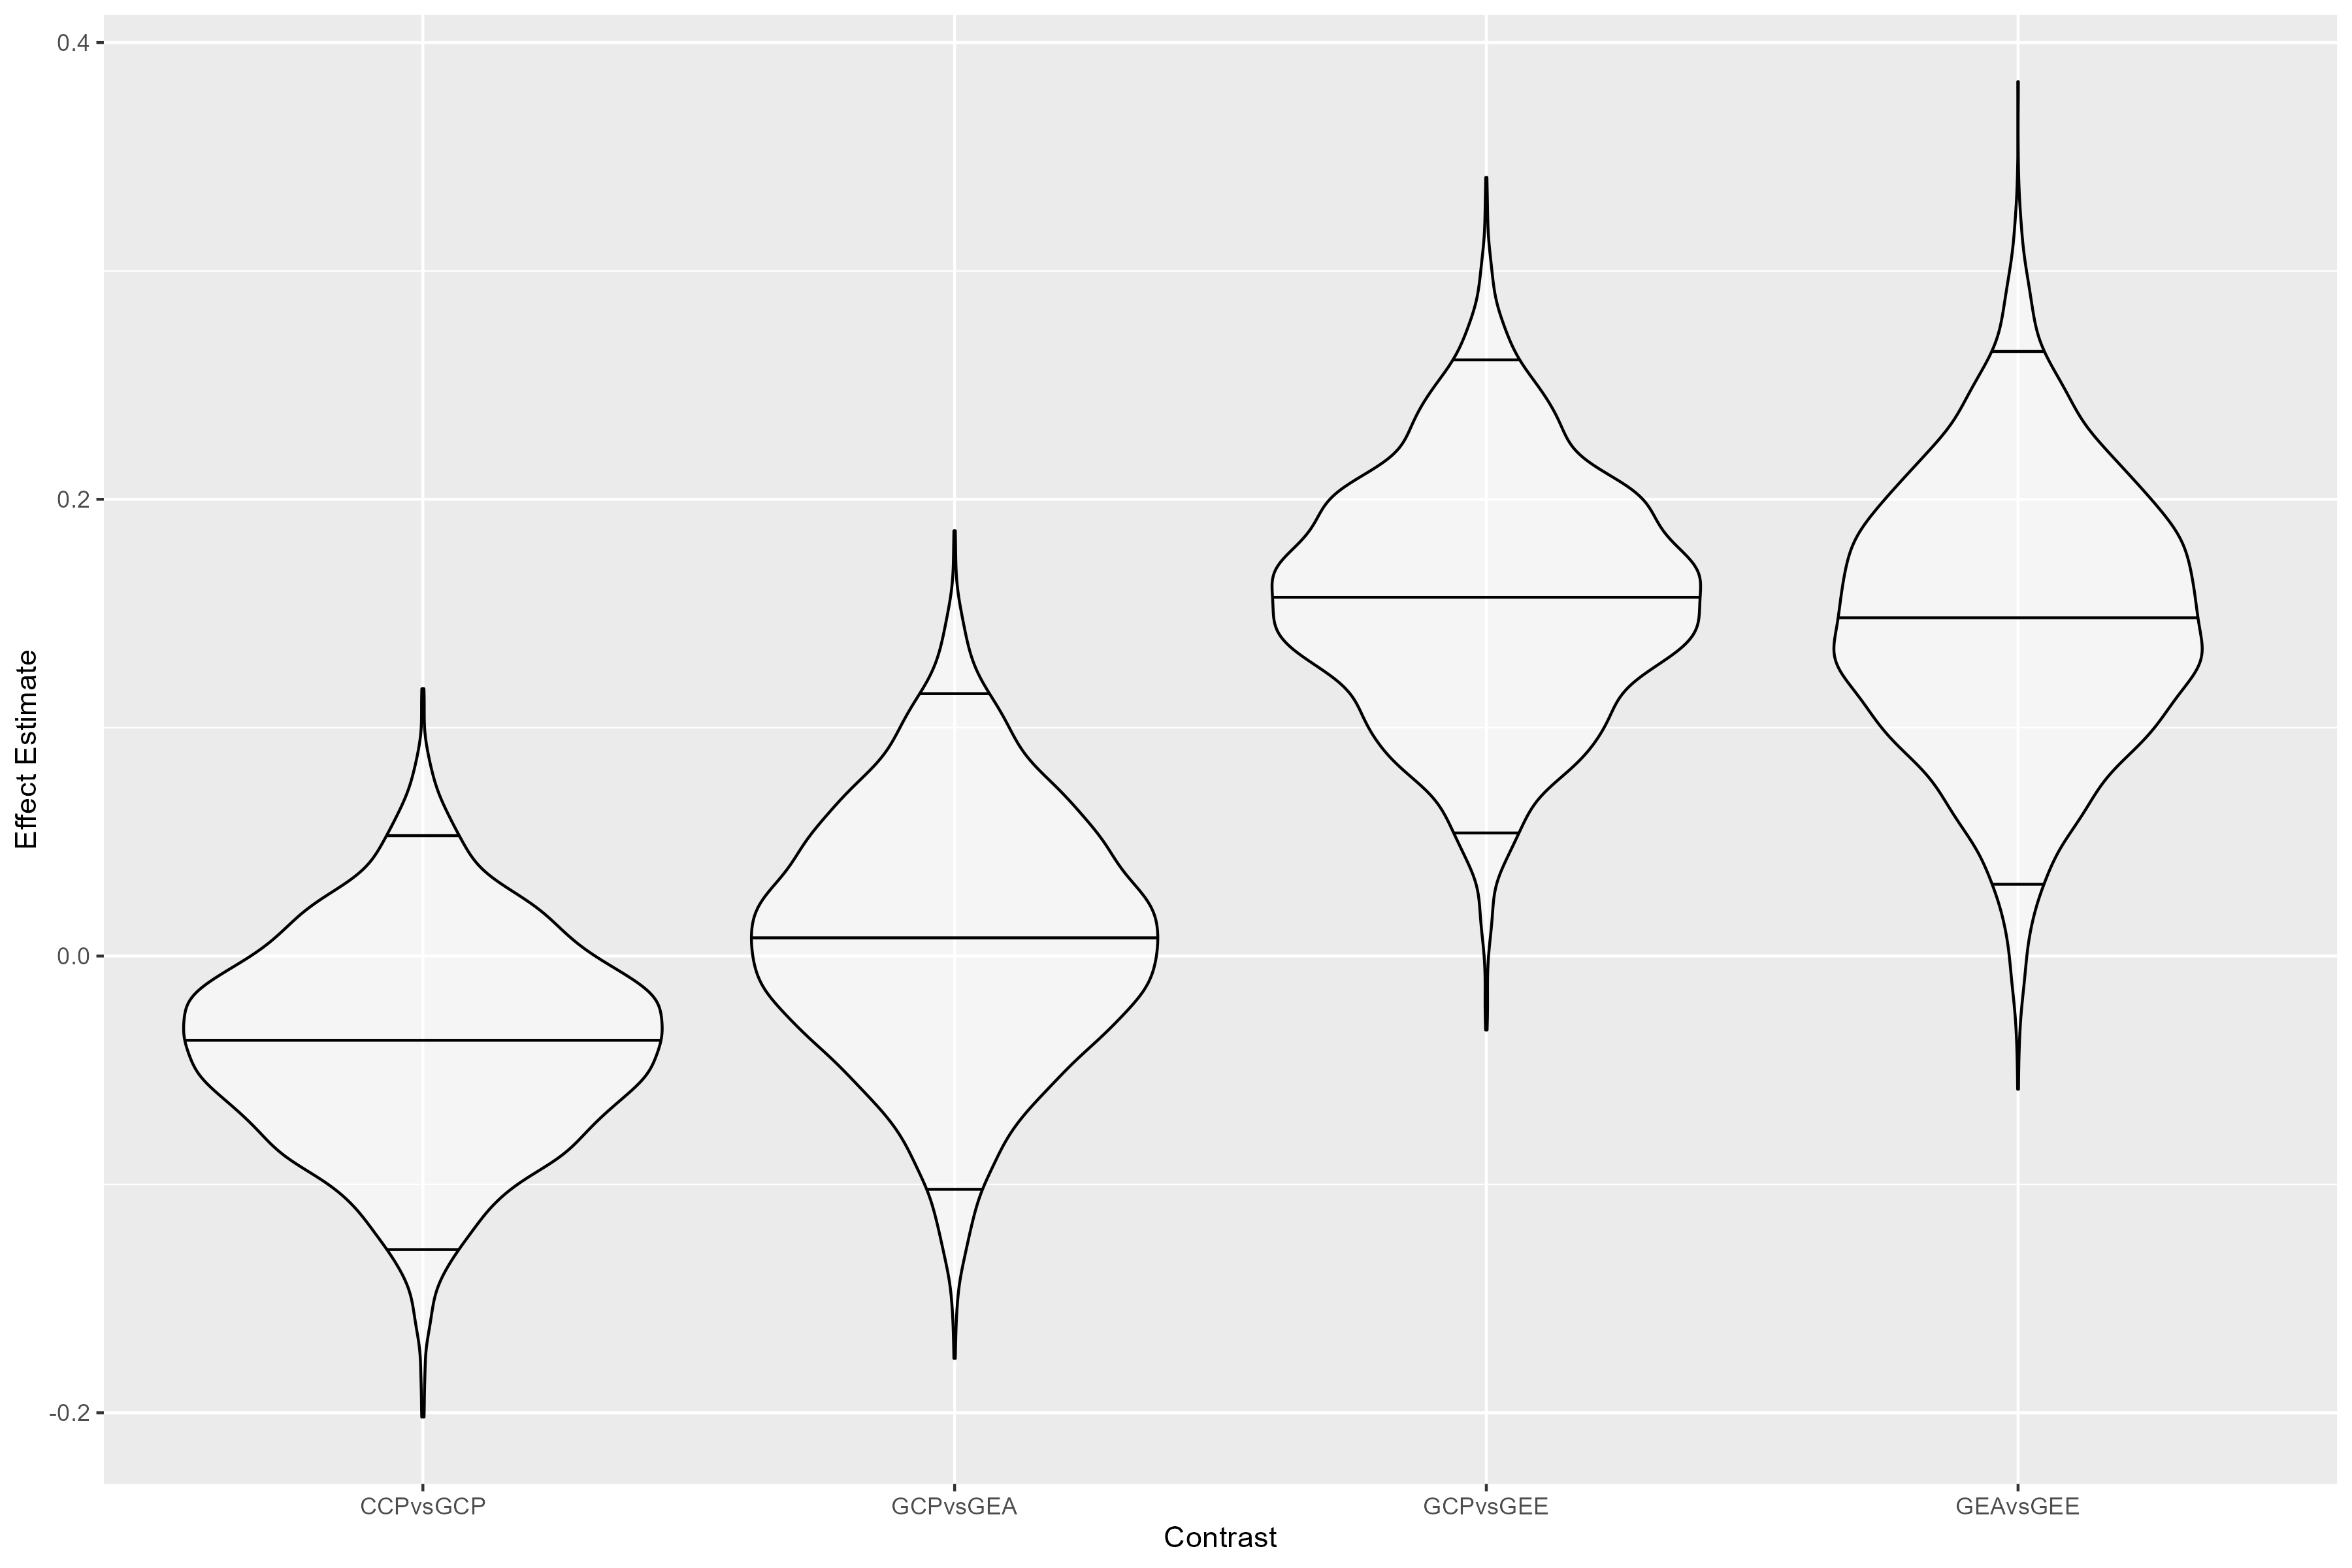 0.4
0.2
0.0
-0.2
Effect Estimate
CCPvsGCP
GCPvsGEA
GCPvsGEE
GEAvsGEE
Contrast